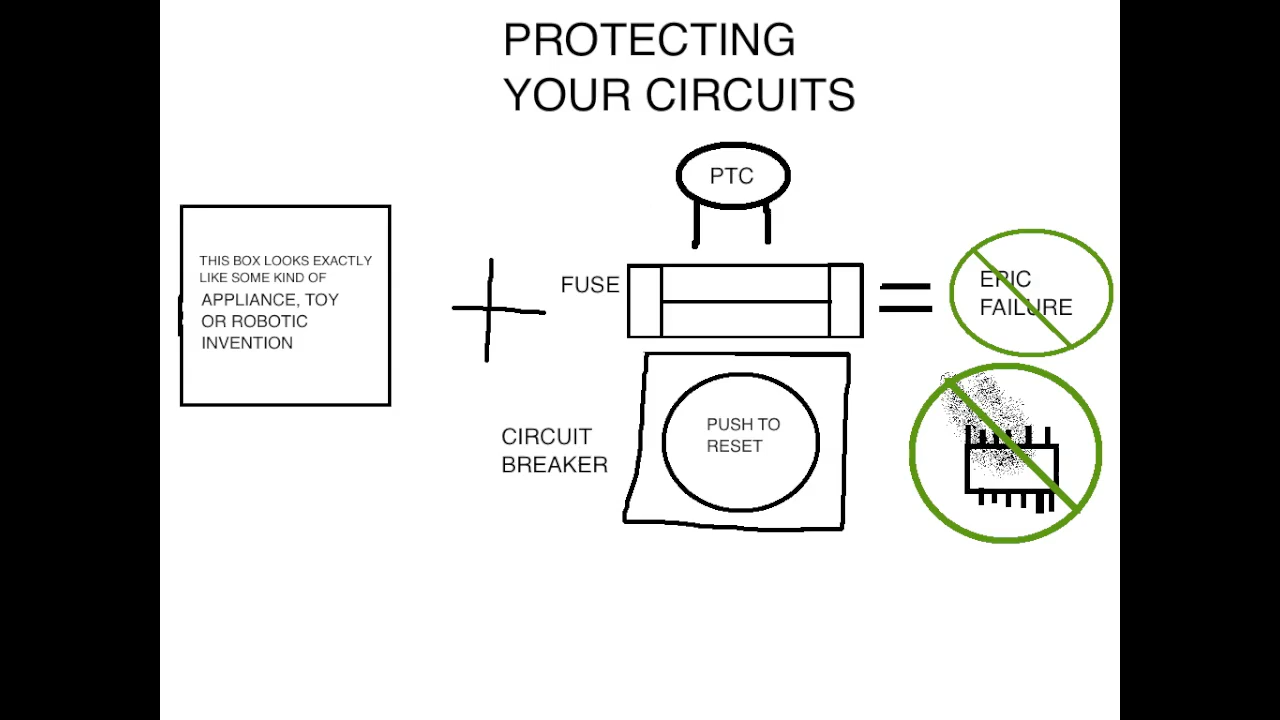 PROTECTING
YOUR CIRCUITS
PTC
THIS BOX LOOKS EXACTLY
LIKE SOME KIND OF
APPLIANCE, TOY
OR ROBOTIC
INVENTION
FUSE
EPIC
FAILURE
CIRCUIT
BREAKER
PUSH TO
RESET